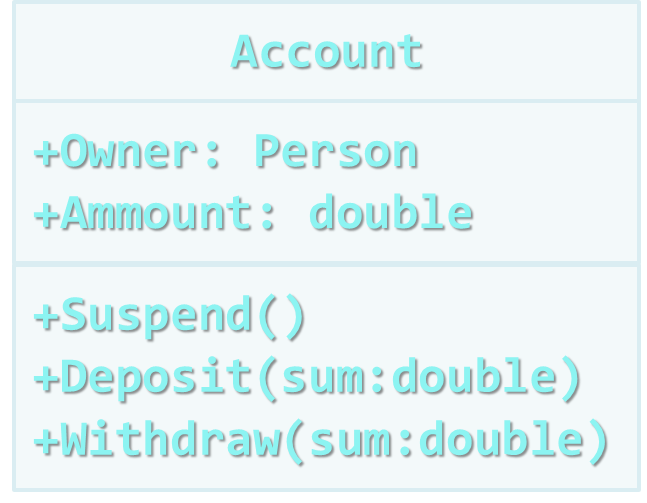 Account
+Owner: Person
+Ammount: double
+Suspend()
+Deposit(sum:double)
+Withdraw(sum:double)